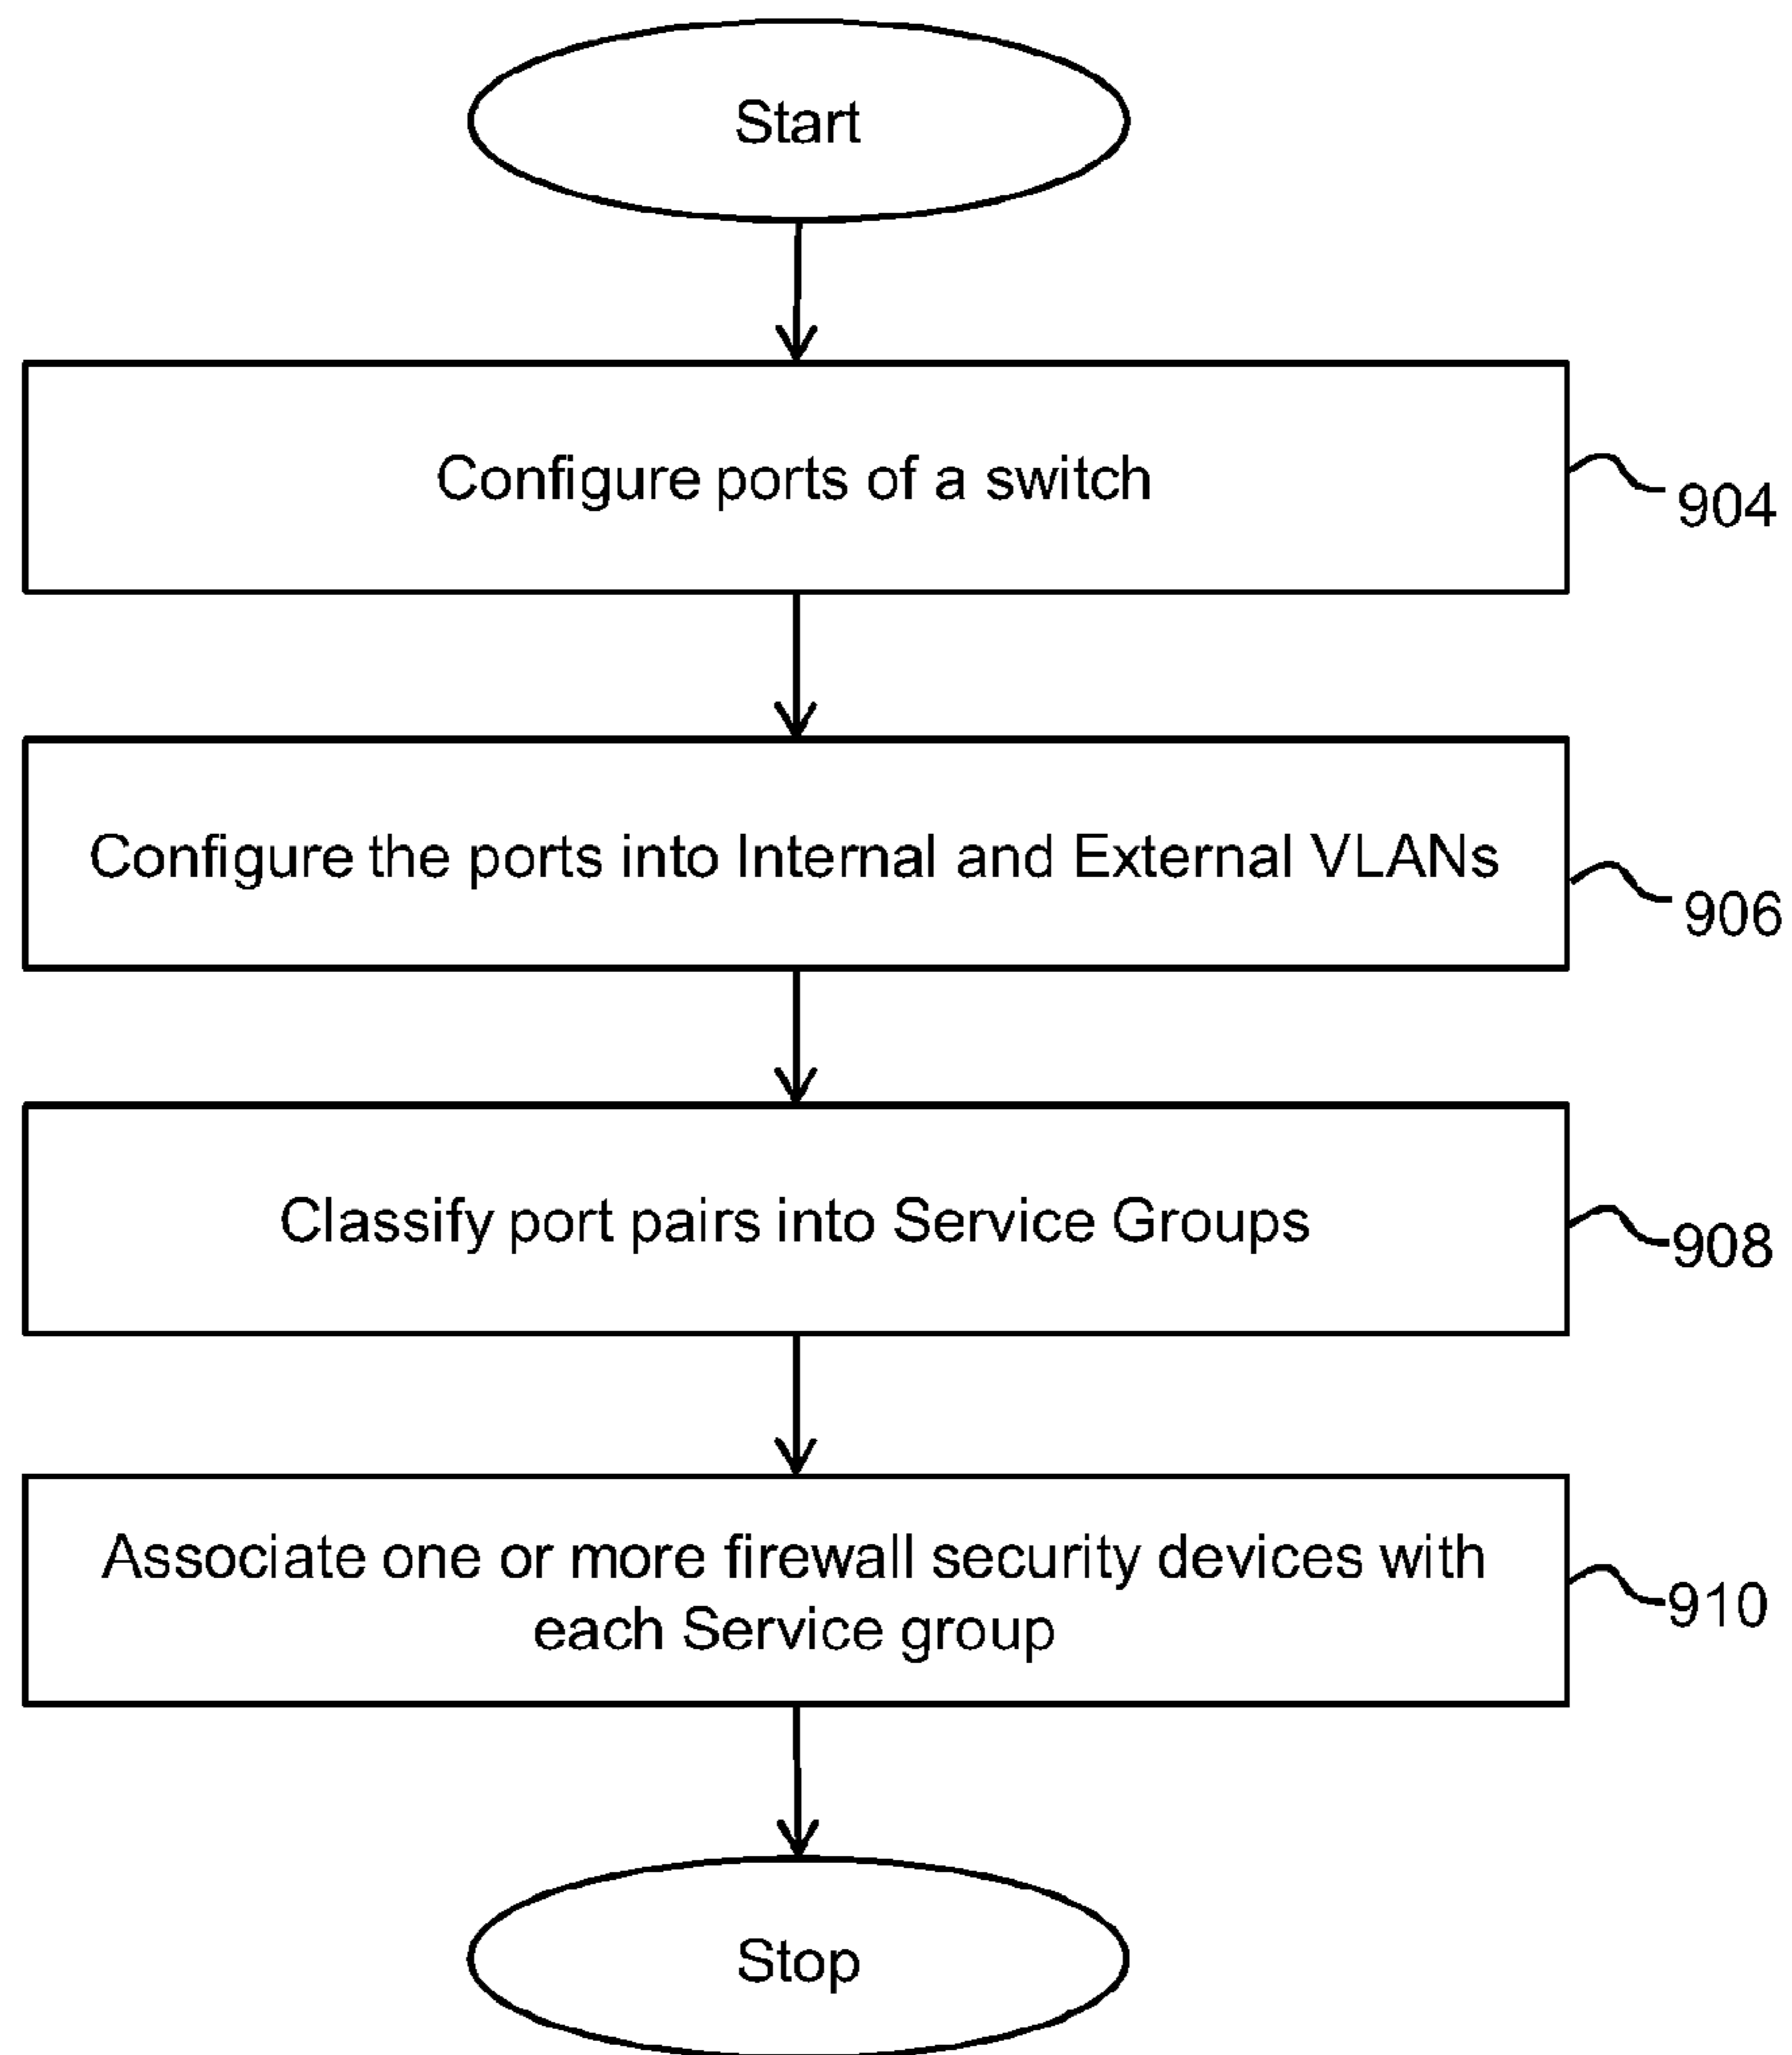 Start
Configure ports of a switch
904
Configure the ports into Internal and External VLANs
906
Classify port pairs into Service Groups
908
Associate one or more firewall security devices with
each Service group
910
Stop